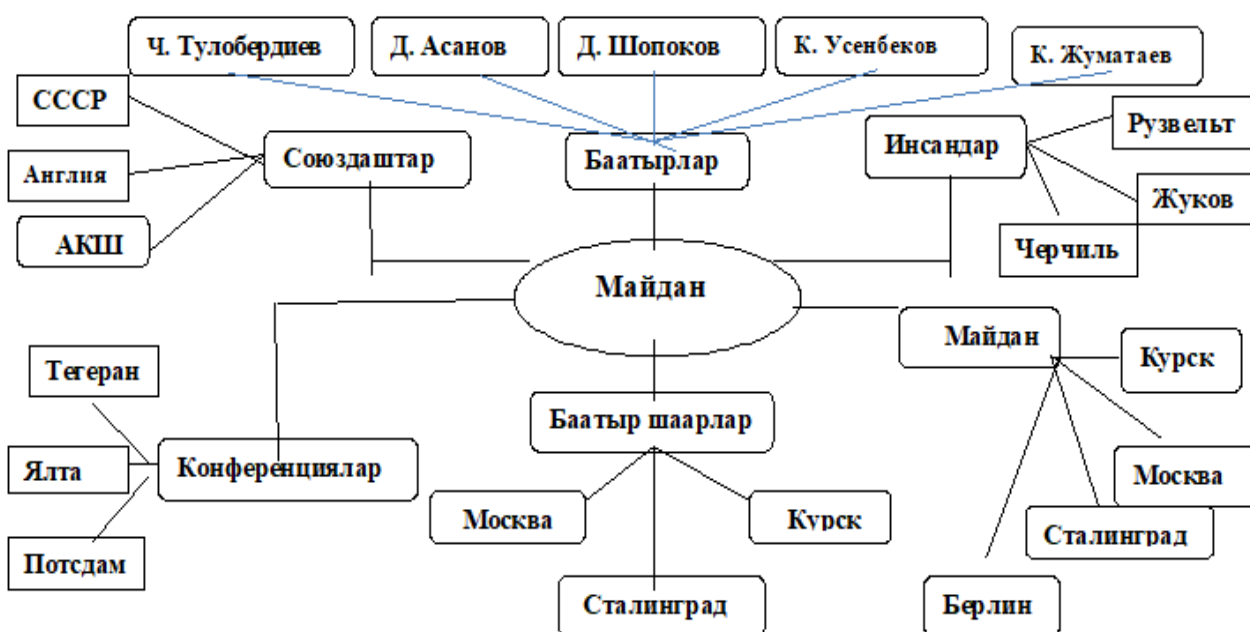 Ч. Тулобердиев
Д. Асанов
Д. Шопоков
К. Усенбеков
К. Жуматаев
СССР
Англия
АКШ
Союздаштар
Баатырлар
Инсандар
Рузвельт
Жуков
Черчиль
Майдан
Майдан
Курск
Москва
Сталинград
Берлин
Тегеран
Ялта
Потсдам
Конференциялар
Баатыр шаарлар
Москва
Курск
Сталинград